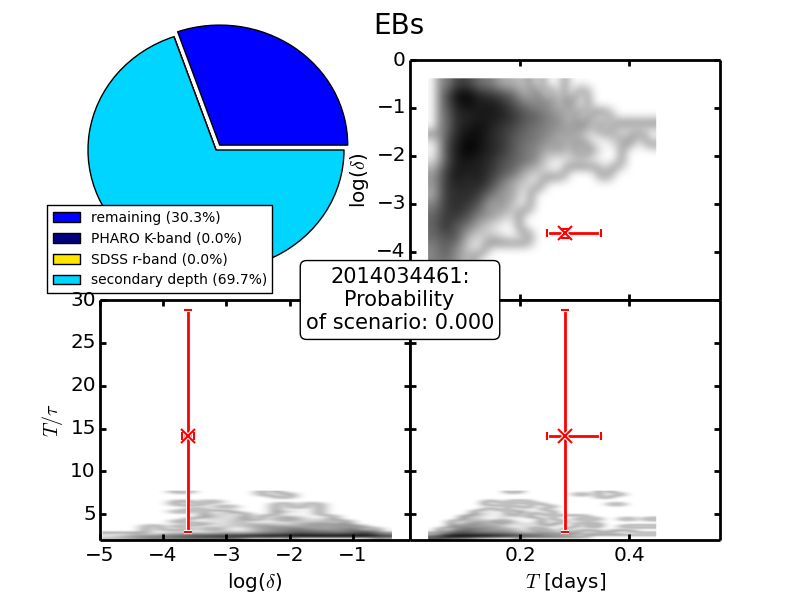 EBs
remaining (30.3%)
PHARO K-band (0.0%)
SDSS r-band (0.0%)
secondary depth (69.7%)
0
−1
−2
−3
−4
log(δ)
2014034461:
Probability
of scenario: 0.000
30
25
20
15
10
5
T/τ
−5 −4 −3 −2 −1
log(δ)
0.2 0.4
T [days]